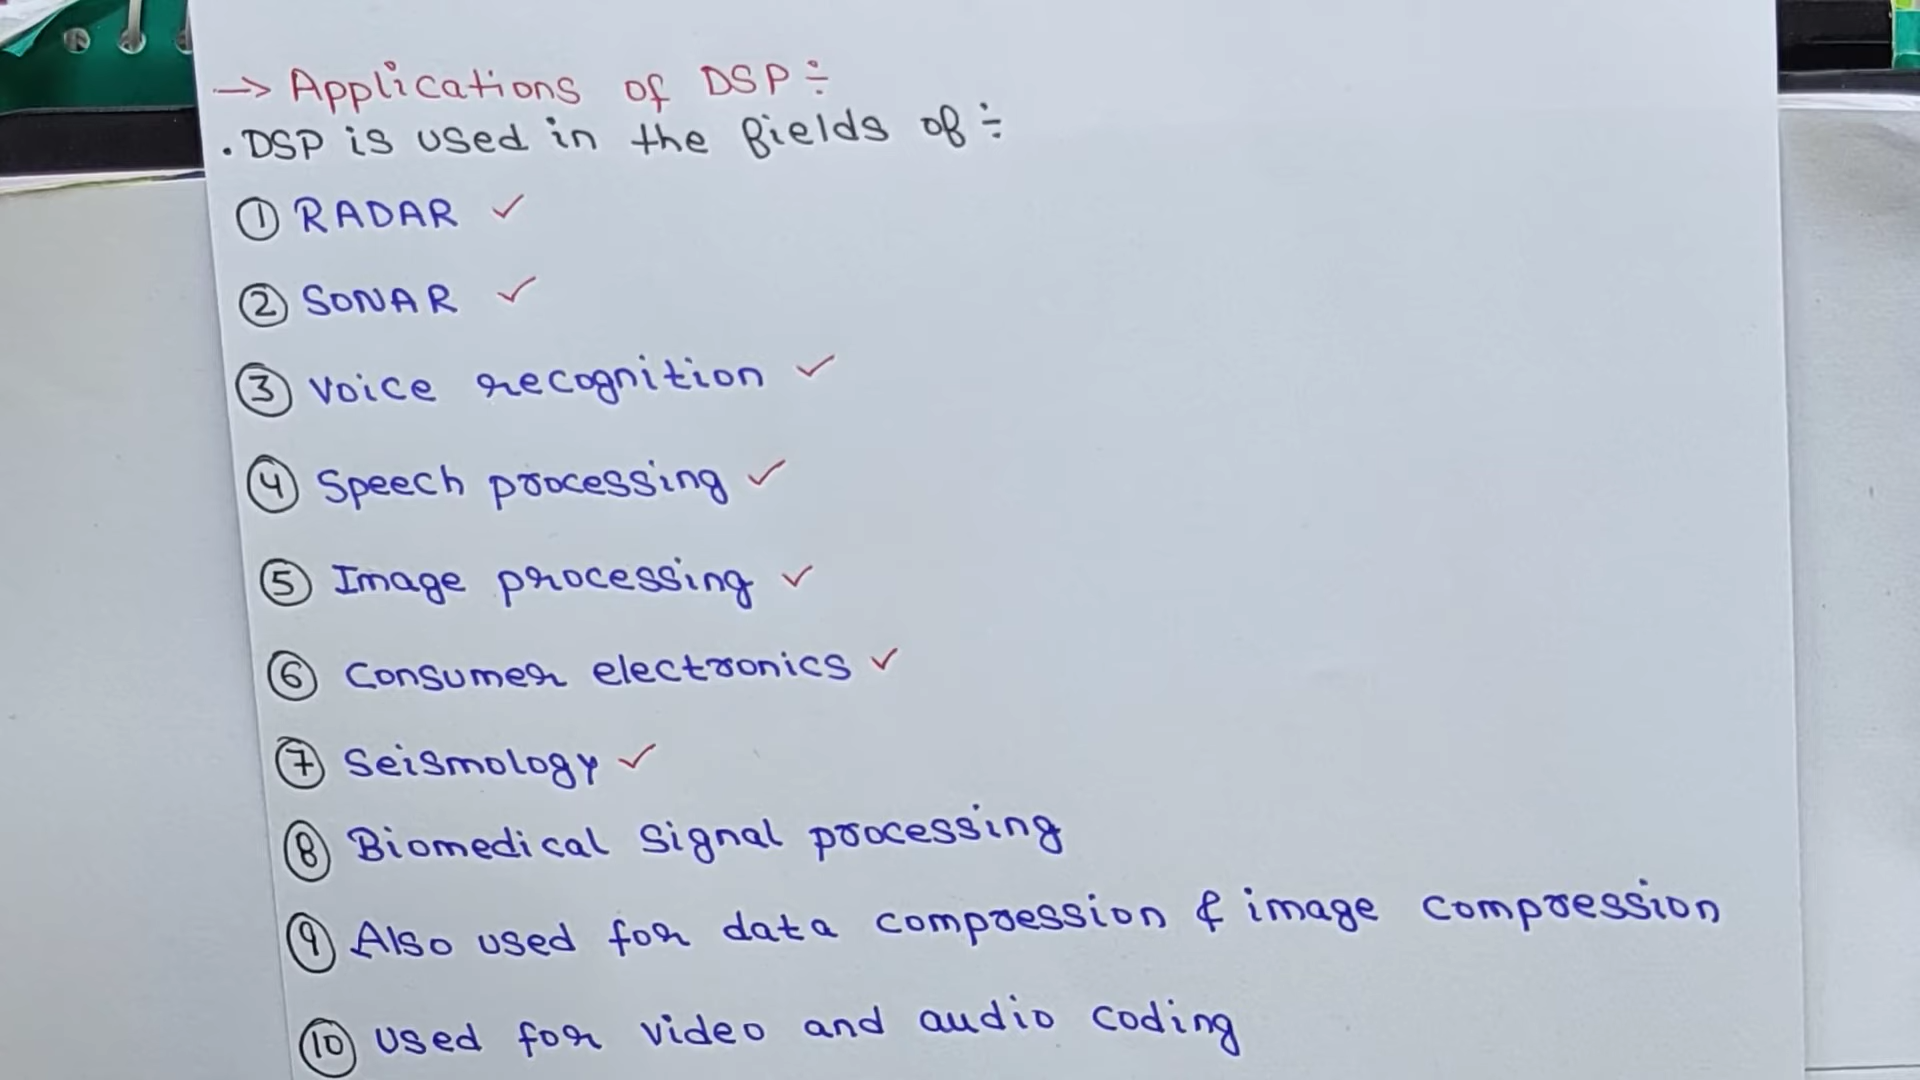 → Applications of DSP ÷
. DSP is used in the fields of ÷
① RADAR ✓
② SONAR ✓
③ Voice recognition ✓
④ Speech processing ✓
⑤ Image processing ✓
⑥ Consumer electronics ✓
⑦ Seismology ✓
⑧ Biomedical Signal processing
⑨ Also used for data compression & image compression
⑩ Used for video and audio coding